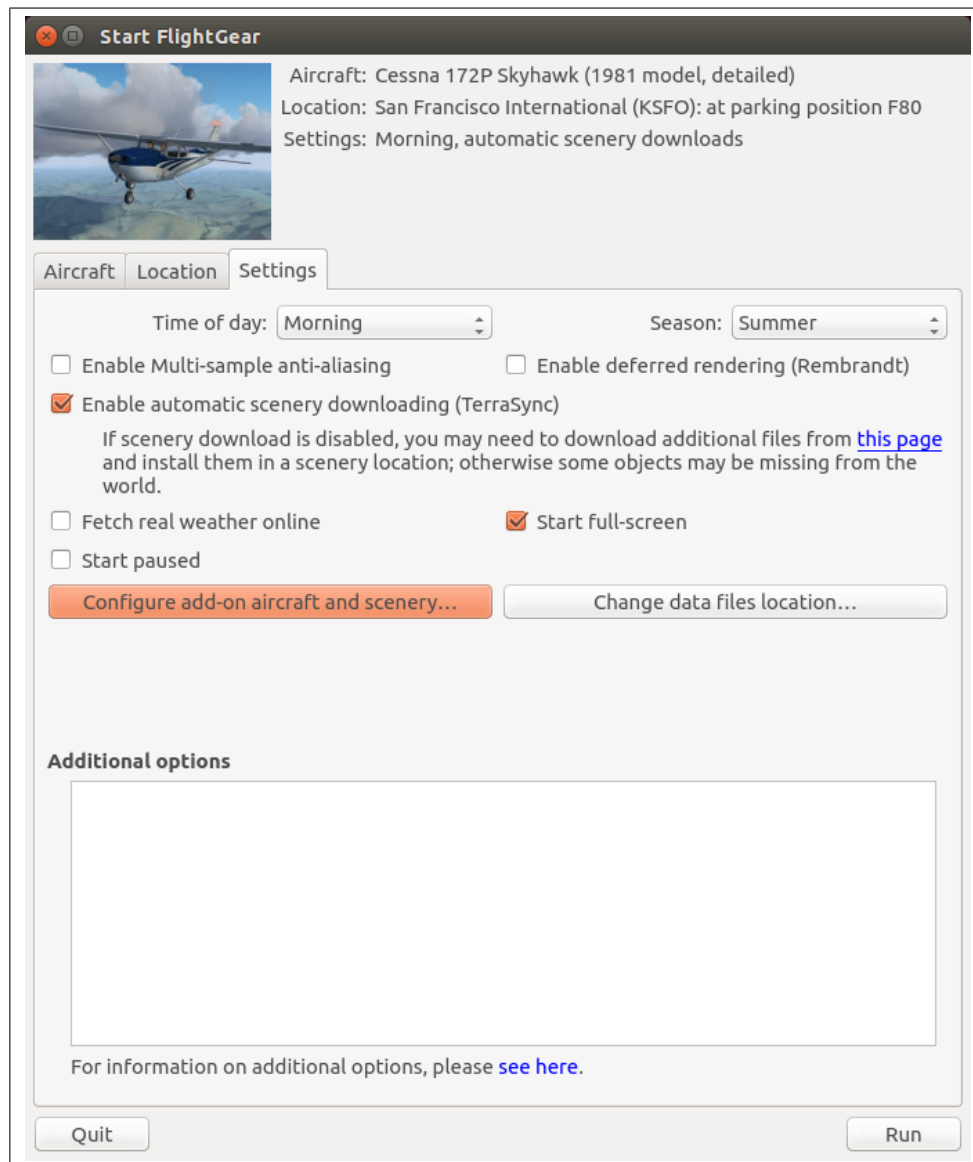 Start FlightGear
Aircraft: Cessna 172P Skyhawk (1981 model, detailed)
Location: San Francisco International (KSFO): at parking position F80
Settings: Morning, automatic scenery downloads
Aircraft Location Settings
Time of day: Morning Season: Summer
Enable Multi-sample anti-aliasing Enable deferred rendering (Rembrandt)
Enable automatic scenery downloading (TerraSync)
If scenery download is disabled, you may need to download additional files from this page
and install them in a scenery location; otherwise some objects may be missing from the
world.
Fetch real weather online Start full-screen
Start paused
Configure add-on aircraft and scenery... Change data files location...
Additional options
For information on additional options, please see here.
Quit Run